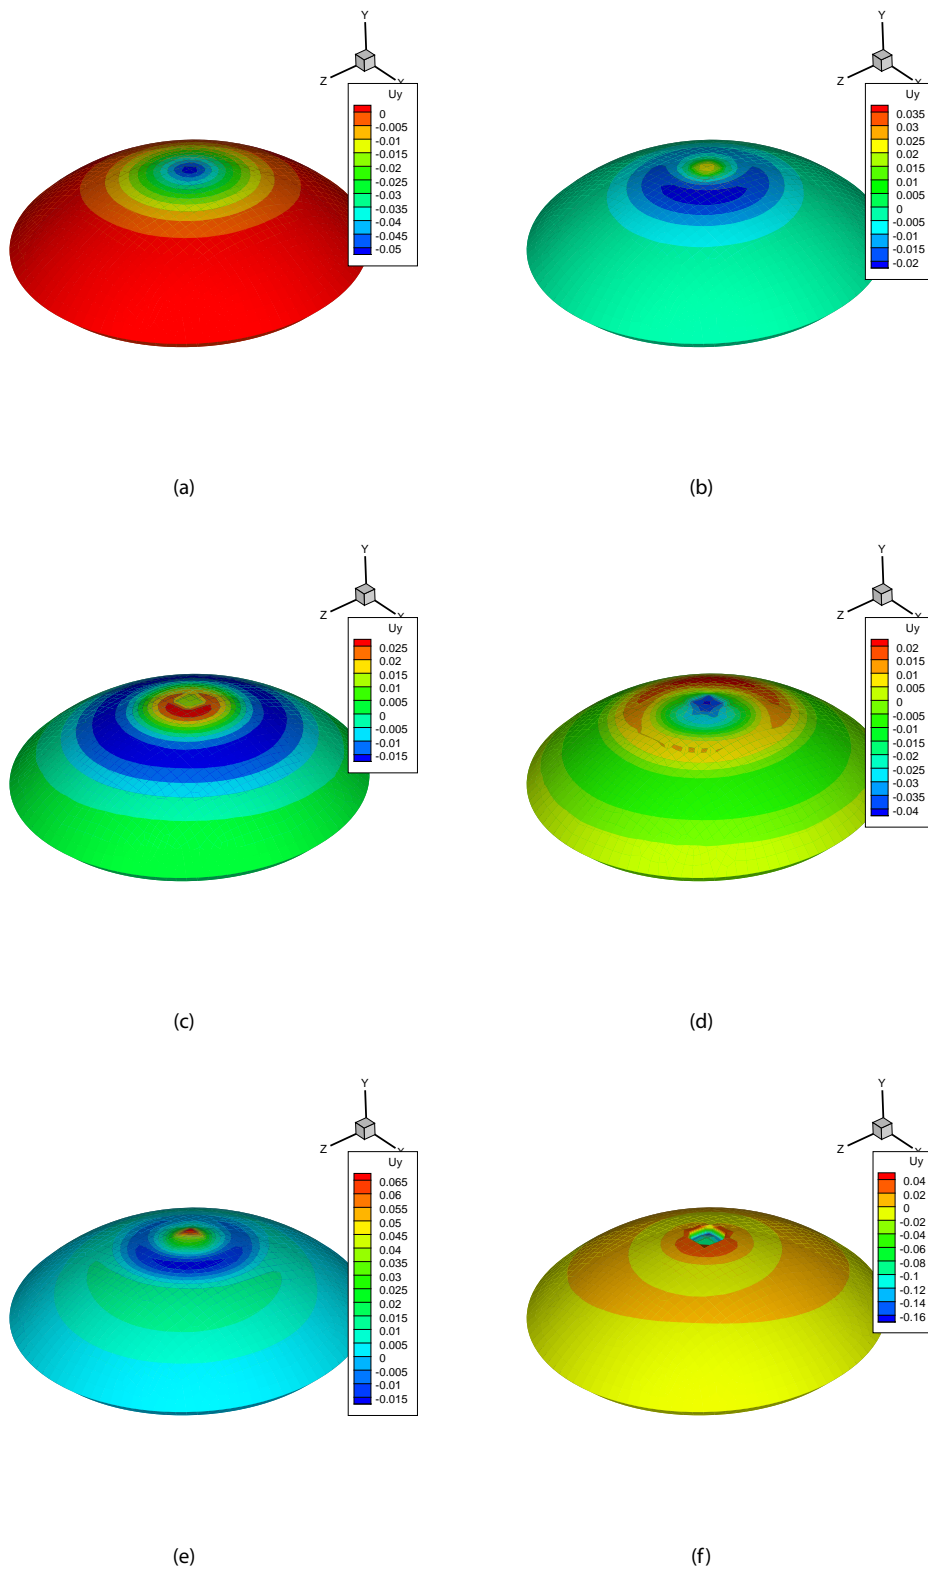 Y
Z
X
Uy
0
-0.005
-0.01
-0.015
-0.02
-0.025
-0.03
-0.035
-0.04
-0.045
-0.05
(a)
Y
Z
X
Uy
0.035
0.03
0.02
0.015
0.01
0.005
0
-0.005
-0.01
-0.015
-0.02
(b)
Y
Z
X
Uy
0.025
0.02
0.015
0.01
0.005
0
-0.005
-0.01
-0.015
(c)
Y
Z
X
Uy
0.02
0.015
0.01
0.005
0
-0.005
-0.01
-0.015
-0.02
-0.025
-0.03
-0.035
-0.04
(d)
Y
Z
X
Uy
0.065
0.06
0.055
0.05
0.045
0.04
0.03
0.025
0.02
0.015
0.01
0.005
0
-0.005
-0.01
-0.015
(e)
Y
Z
X
Uy
0.04
0.02
0
-0.02
-0.04
-0.06
-0.08
-0.1
-0.12
-0.14
-0.16
(f)